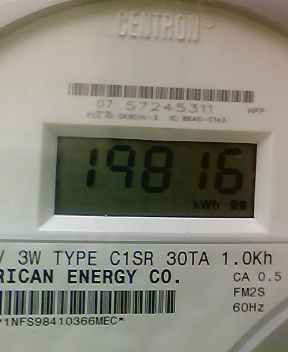 CENTRON®
07 57245311 HPP
19816
kWh
3W TYPE C1SR 30TA 1.0Kh
RICAN ENERGY CO. CA 0.5
FM2S
*1NFS98410366MEC* 60Hz